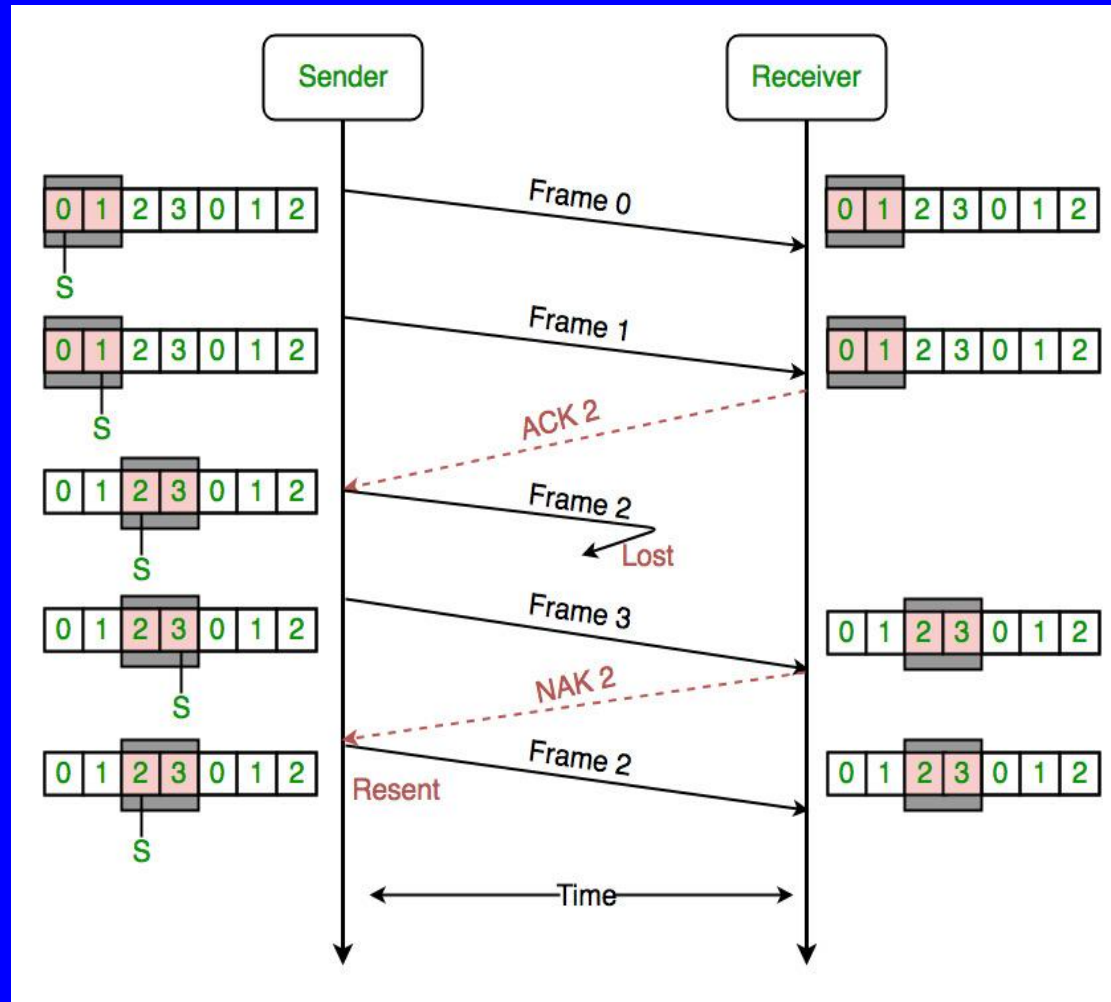 Sender
Receiver
Frame 0
0 1 2 3 0 1 2
0 1 2 3 0 1 2
S
Frame 1
0 1 2 3 0 1 2
0 1 2 3 0 1 2
S
ACK 2
0 1 2 3 0 1 2
Frame 2
Lost
S
Frame 3
0 1 2 3 0 1 2
0 1 2 3 0 1 2
NAK 2
S
Frame 2
0 1 2 3 0 1 2
0 1 2 3 0 1 2
Resent
S
Time